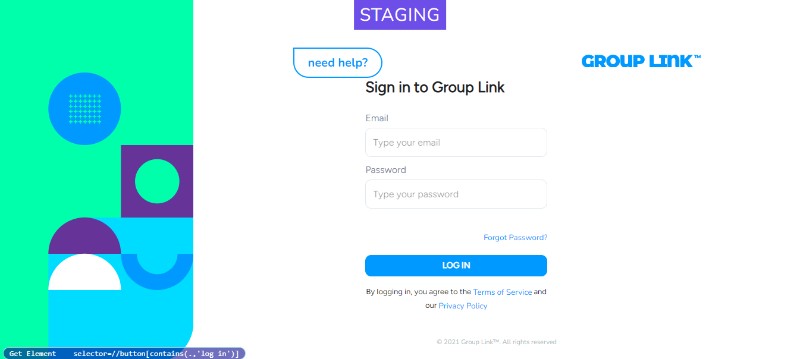 STAGING
need help?
GROUP LINK™
Sign in to Group Link
Email
Type your email
Password
Type your password
Forgot Password?
LOG IN
By logging in, you agree to the Terms of Service and
our Privacy Policy
© 2021 Group Link™. All rights reserved
Get Element selector=//button[contains(.,'log in')]